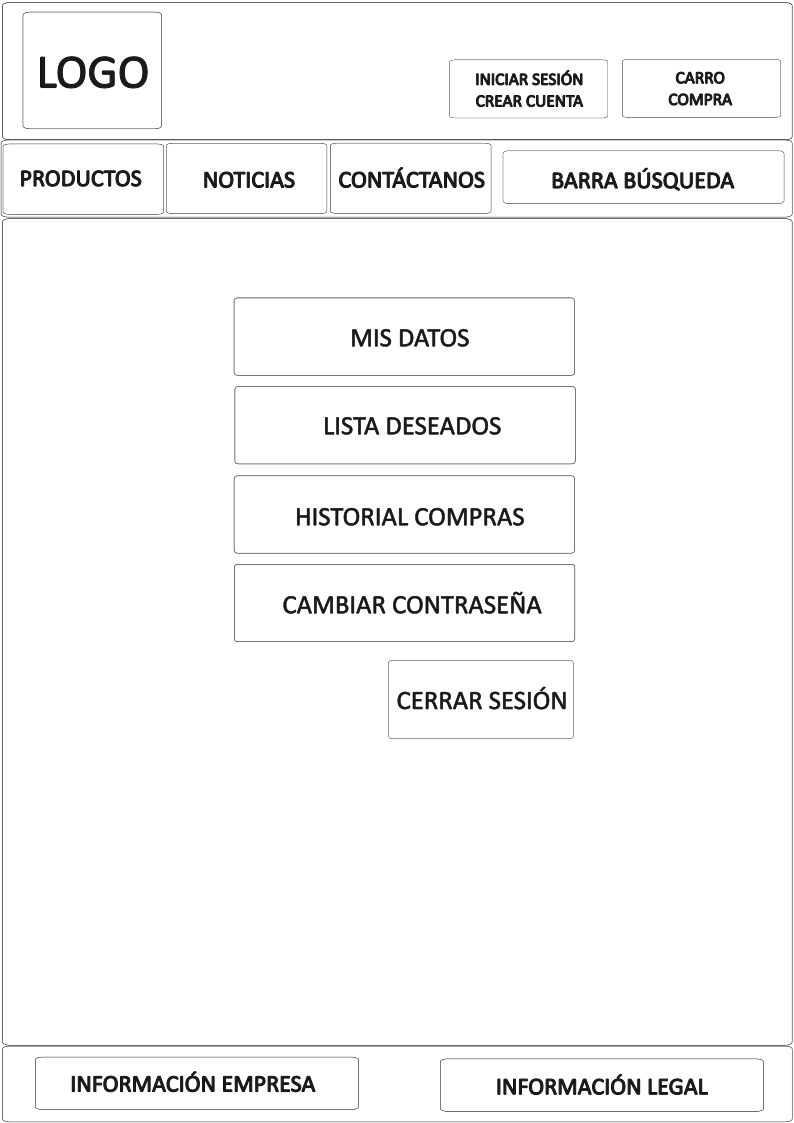 LOGO
INICIAR SESIÓN
CREAR CUENTA
CARRO
COMPRA
PRODUCTOS
NOTICIAS
CONTÁCTANOS
BARRA BÚSQUEDA
MIS DATOS
LISTA DESEADOS
HISTORIAL COMPRAS
CAMBIAR CONTRASEÑA
CERRAR SESIÓN
INFORMACIÓN EMPRESA
INFORMACIÓN LEGAL